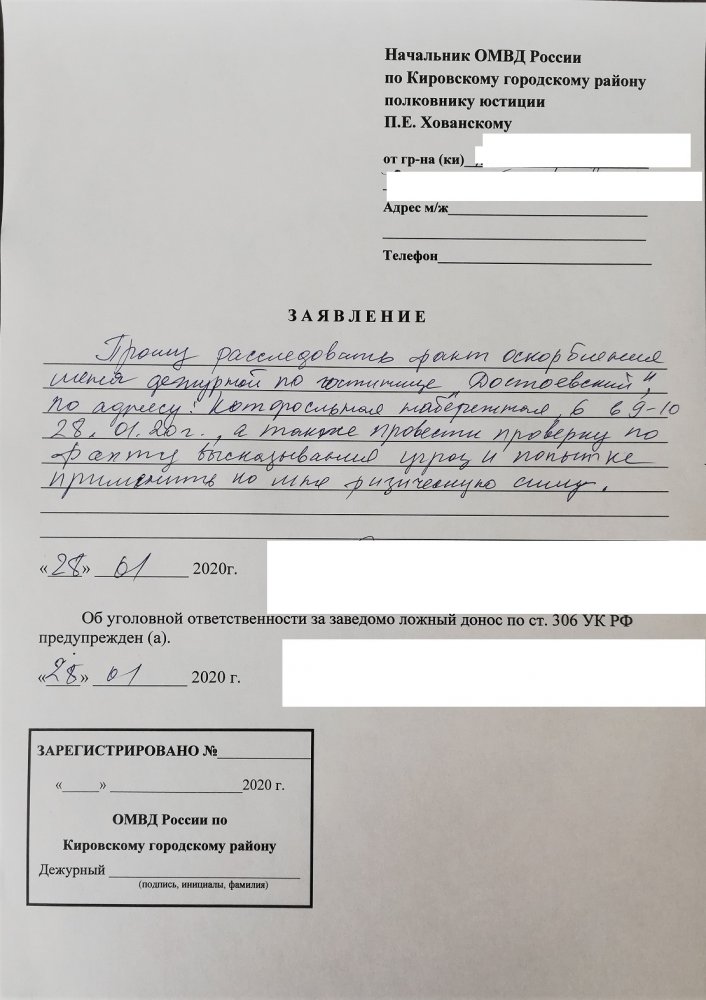 Начальник ОМВД России
по Кировскому городскому району
полковнику юстиции
П.Е. Хованскому
от гр-на (ки)
Адрес м/ж
Телефон
ЗАЯВЛЕНИЕ
Прошу расследовать факт оскорбления
меня дежурной по гостинице „Достоевский",
по адресу: Которосльная набережная, 6 в 9-10
28.01.20г., а также провести проверку по
факту высказывания угроз и попытке
применить ко мне физическую силу.
«28» 01 2020г.
Об уголовной ответственности за заведомо ложный донос по ст. 306 УК РФ
предупрежден (а).
«28» 01 2020 г.
ЗАРЕГИСТРИРОВАНО №
«____» ____________2020 г.
ОМВД России по
Кировскому городскому району
Дежурный
(подпись, инициалы, фамилия)